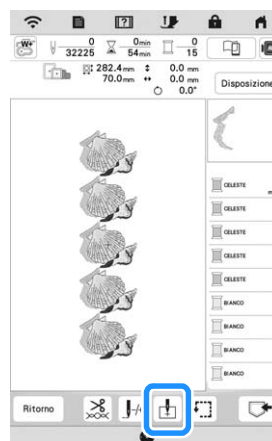 W+
0
32225
0min
54min
0
15
282.4mm
70.0mm
0.0 mm
0.0 mm
0.0°
Disposizione
CELESTE
CELESTE
CELESTE
CELESTE
CELESTE
BIANCO
BIANCO
BIANCO
BIANCO
Ritorno